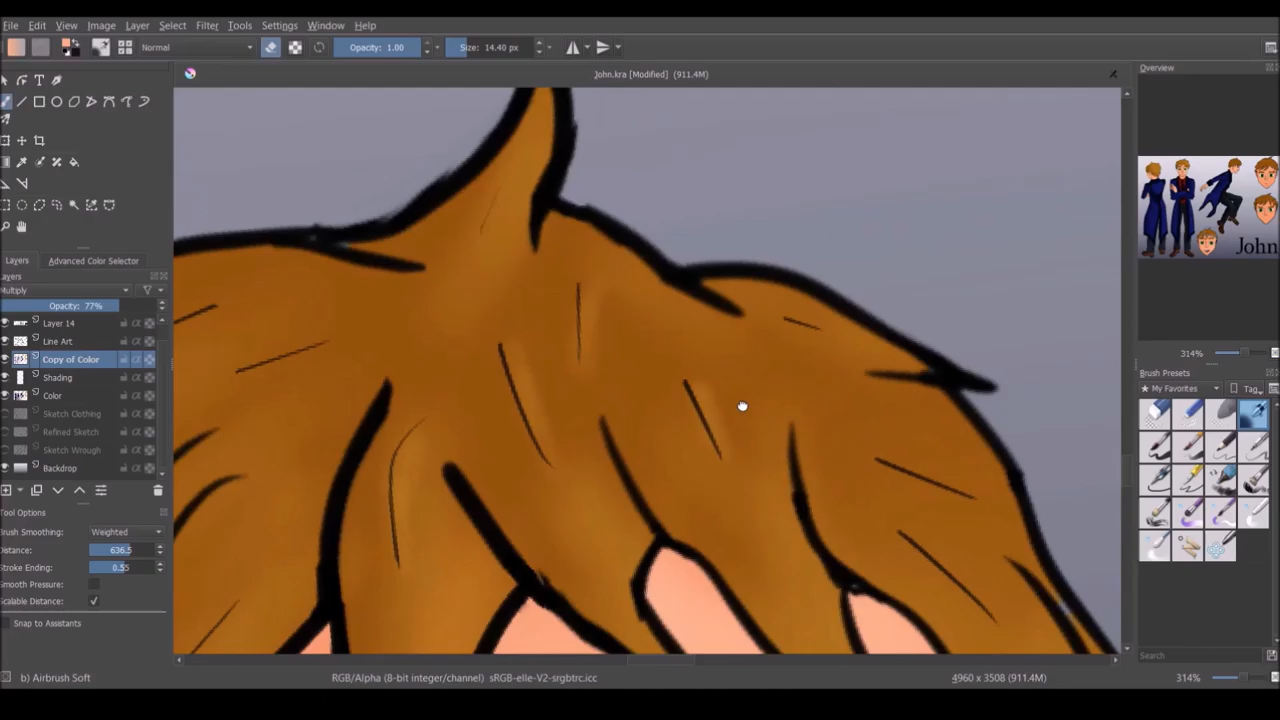 File Edit View Image Layer Select Filter Tools Settings Window Help
Normal Opacity: 1.00 Size: 14.40 px
John.kra [Modified] (911.4M)
Overview
John
314%
Layers Advanced Color Selector
Multiply
Opacity: 77%
Layer 14
Line Art
Copy of Color
Shading
Color
Sketch Clothing
Refined Sketch
Sketch Wrough
Backdrop
Tool Options
Brush Smoothing: Weighted
Distance: 636.5
Stroke Ending: 0.55
Smooth Pressure:
Scalable Distance:
Snap to Assistants
Brush Presets
My Favorites Tag
Search
b) Airbrush Soft RGB/Alpha (8-bit integer/channel) sRGB-elle-V2-srgbtrc.icc 4960 x 3508 (911.4M) 314%